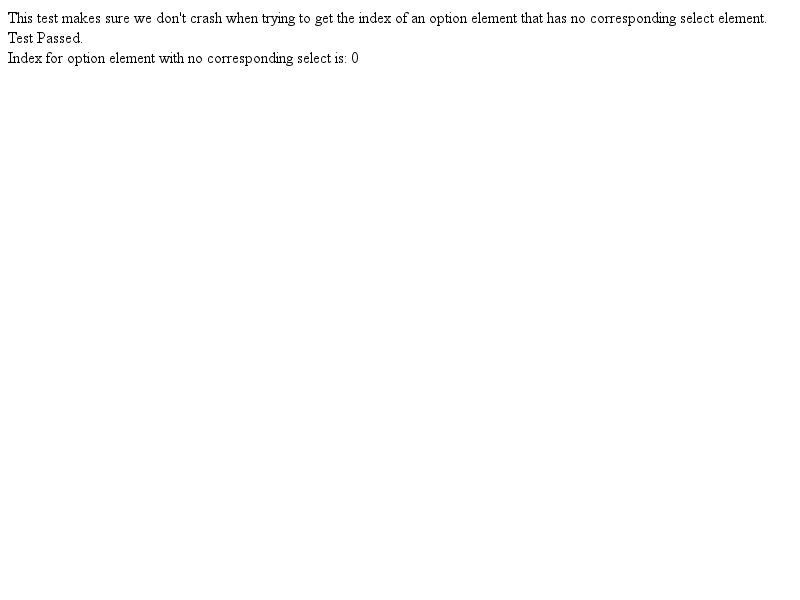 This test makes sure we don't crash when trying to get the index of an option element that has no corresponding select element.
Test Passed.
Index for option element with no corresponding select is: 0